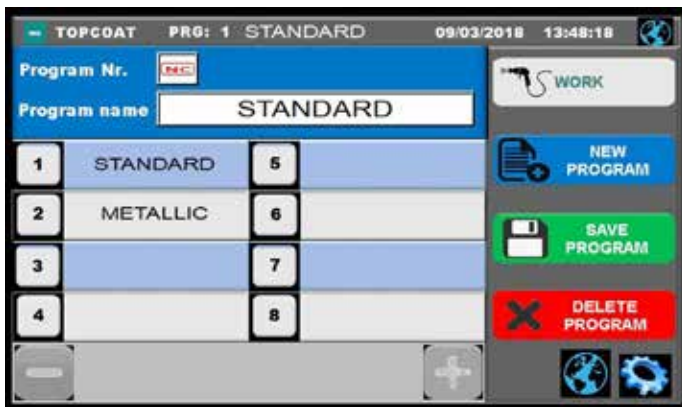 TOPCOAT PRG: 1 STANDARD 09/03/2018 13:48:18
Program Nr. NC
WORK
Program name STANDARD
1 STANDARD 5
NEW PROGRAM
2 METALLIC 6
SAVE PROGRAM
3 7
4 8
DELETE PROGRAM